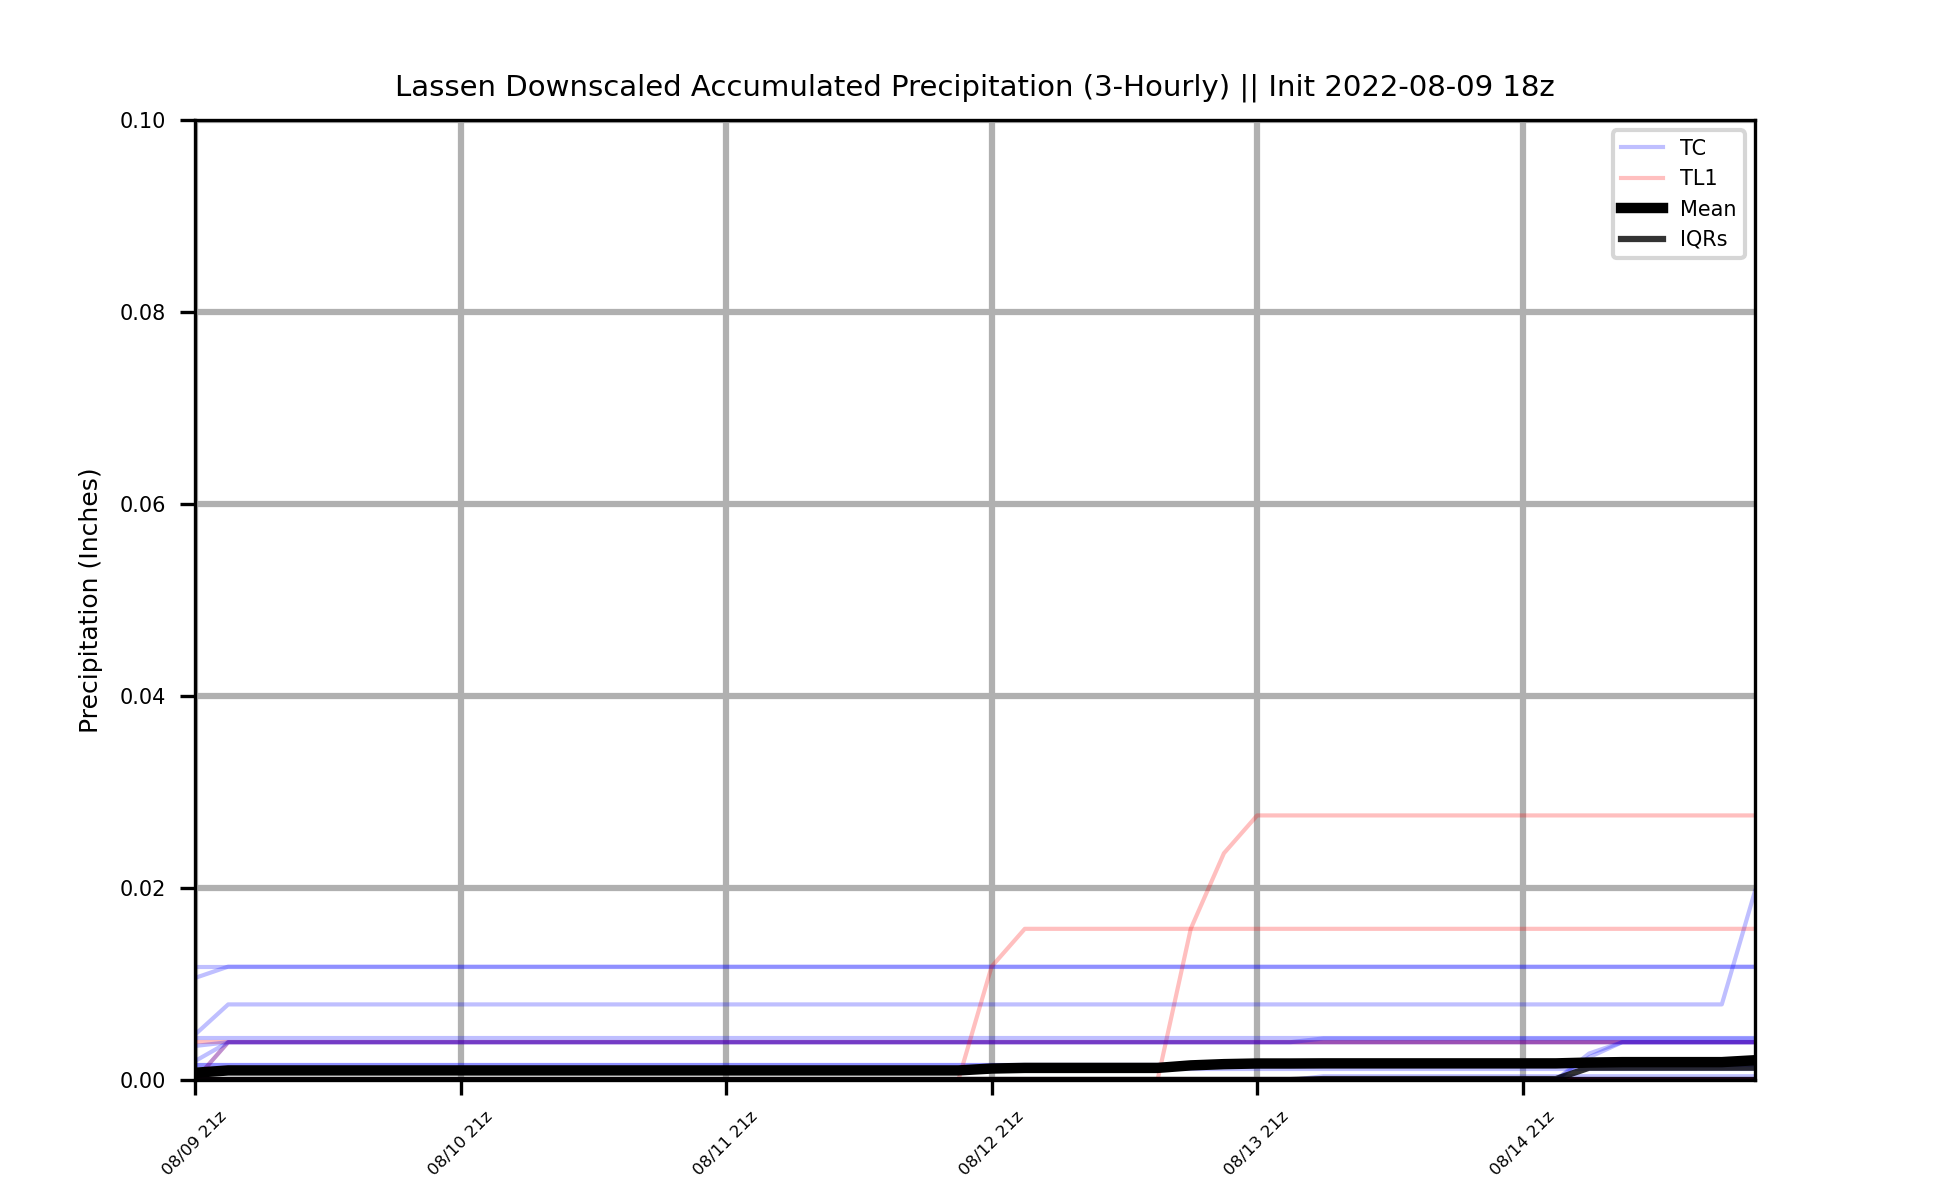 Lassen Downscaled Accumulated Precipitation (3-Hourly) || Init 2022-08-09 18z
Precipitation (Inches)
0.10
0.08
0.06
0.04
0.02
0.00
TC
TL1
Mean
IQRs
08/09 21z
08/10 21z
08/11 21z
08/12 21z
08/13 21z
08/14 21z